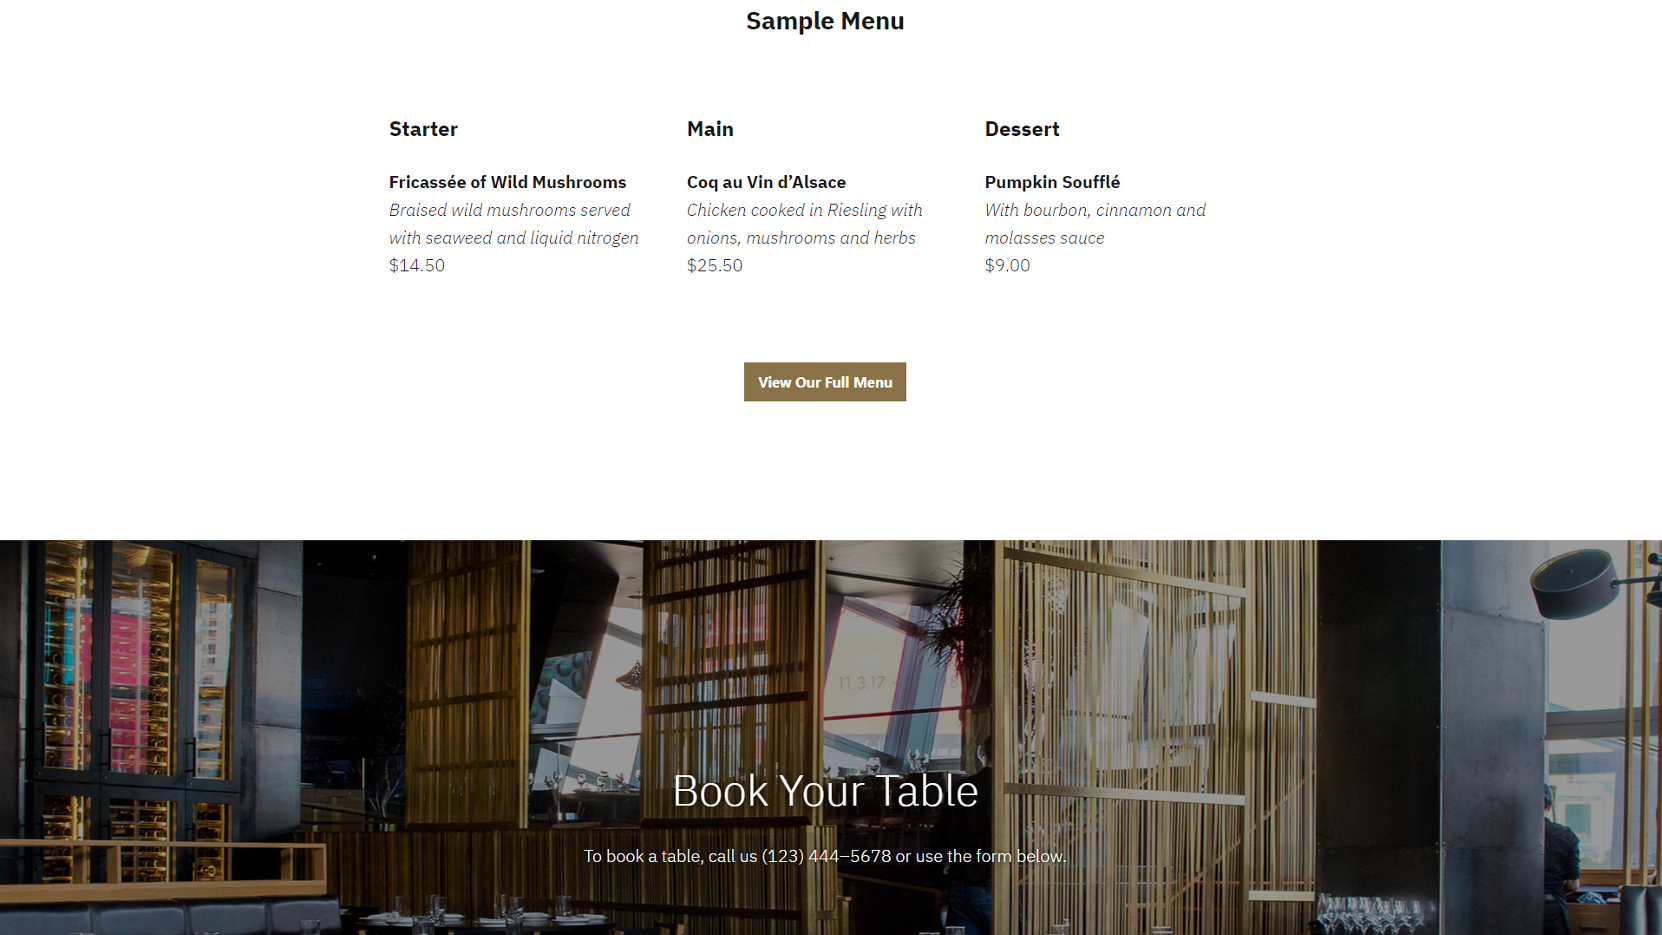 Sample Menu
Starter
Fricassée of Wild Mushrooms
Braised wild mushrooms served
with seaweed and liquid nitrogen
$14.50
Main
Coq au Vin d’Alsace
Chicken cooked in Riesling with
onions, mushrooms and herbs
$25.50
Dessert
Pumpkin Soufflé
With bourbon, cinnamon and
molasses sauce
$9.00
View Our Full Menu
11.3.17
Book Your Table
To book a table, call us (123) 444–5678 or use the form below.